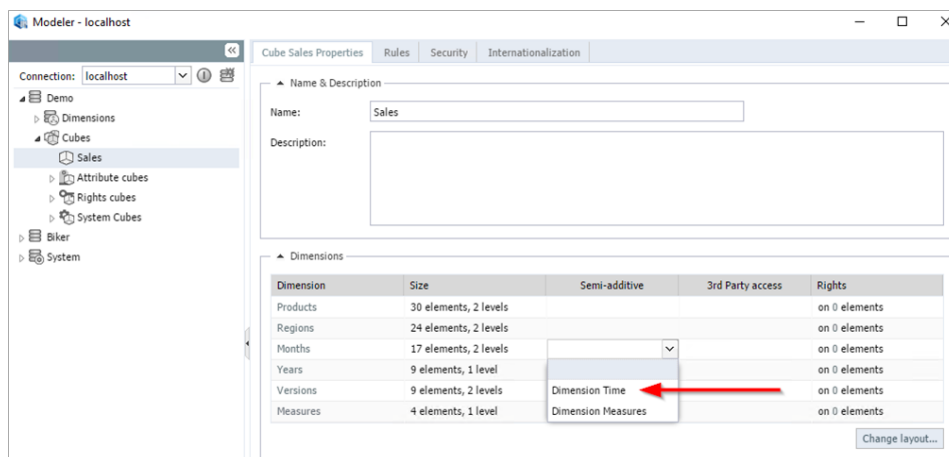 Modeler - localhost
Connection: localhost
Demo
Dimensions
Cubes
Sales
Attribute cubes
Rights cubes
System Cubes
Biker
System
Cube Sales Properties Rules Security Internationalization
Name & Description
Name: Sales
Description:
Dimensions
Dimension Size Semi-additive 3rd Party access Rights
Products 30 elements, 2 levels on 0 elements
Regions 24 elements, 2 levels on 0 elements
Months 17 elements, 2 levels on 0 elements
Years 9 elements, 1 level on 0 elements
Versions 9 elements, 2 levels Dimension Time on 0 elements
Measures 4 elements, 1 level Dimension Measures on 0 elements
Change layout...